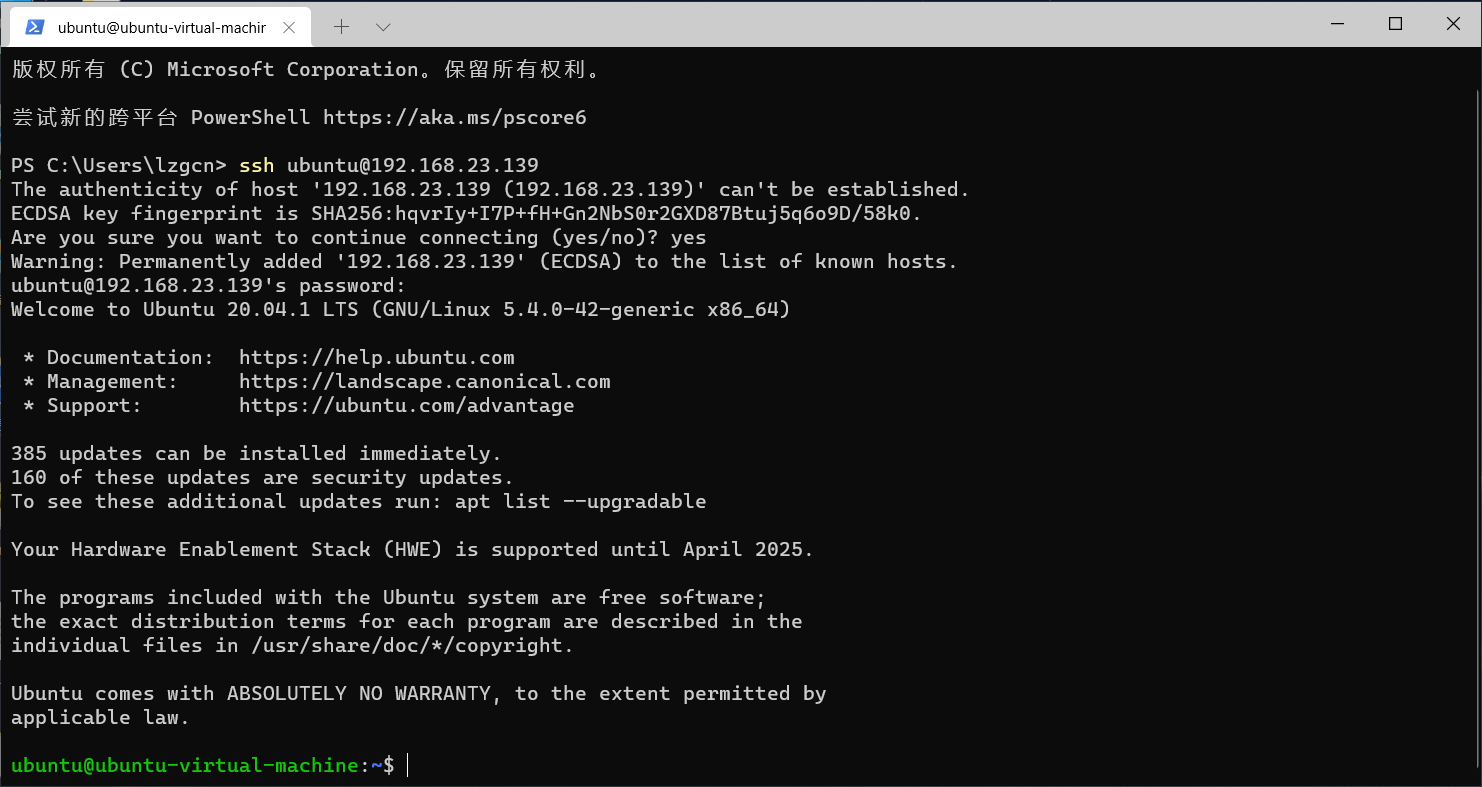 ubuntu@ubuntu-virtual-machir
版权所有 (C) Microsoft Corporation。保留所有权利。
尝试新的跨平台 PowerShell https://aka.ms/pscore6
PS C:\Users\lzgcn> ssh ubuntu@192.168.23.139
The authenticity of host '192.168.23.139 (192.168.23.139)' can't be established.
ECDSA key fingerprint is SHA256:hqvrIy+I7P+fH+Gn2NbS0r2GXD87Btuj5q6o9D/58k0.
Are you sure you want to continue connecting (yes/no)? yes
Warning: Permanently added '192.168.23.139' (ECDSA) to the list of known hosts.
ubuntu@192.168.23.139's password:
Welcome to Ubuntu 20.04.1 LTS (GNU/Linux 5.4.0-42-generic x86_64)
* Documentation:  https://help.ubuntu.com
* Management:     https://landscape.canonical.com
* Support:        https://ubuntu.com/advantage
385 updates can be installed immediately.
160 of these updates are security updates.
To see these additional updates run: apt list --upgradable
Your Hardware Enablement Stack (HWE) is supported until April 2025.
The programs included with the Ubuntu system are free software;
the exact distribution terms for each program are described in the
individual files in /usr/share/doc/*/copyright.
Ubuntu comes with ABSOLUTELY NO WARRANTY, to the extent permitted by
applicable law.
ubuntu@ubuntu-virtual-machine:~$